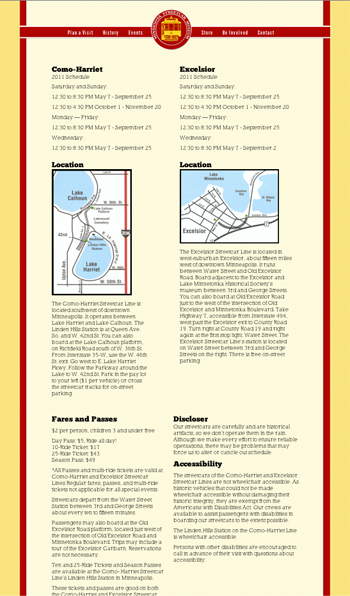 Plan a Visit
History
Events
Store
Be Involved
Contact
Como-Harriet
2011 Schedule
Saturday and Sunday:
12:30 to 8:30 PM May 7 - September 25
12:30 to 4:30 PM October 1 - November 20
Monday — Friday:
12:30 to 8:30 PM May 7 - September 25
Wednesday:
12:30 to 8:30 PM May 7 - September 25
Location
Lake
Calhoun
42nd
Lake
Harriet
W. 50th St.
The Como-Harriet Streetcar Line is
located southwest of downtown
Minneapolis. It operates between
Lake Harriet and Lake Calhoun. The
Linden Hills Station is at Queen Ave.
So. and W. 42nd St. You can also
board at the Lake Calhoun platform,
on Richfield Road south of W. 36th St.
From Interstate 35-W, use the W. 46th
St. exit. Go west to E. Lake Harriet
Pkwy. Follow the Parkway around the
Lake to W. 42nd St. Park in the pay lot
to your left ($1 per vehicle) or cross
the streetcar tracks for on-street
parking.
Excelsior
2011 Schedule
Saturday and Sunday:
12:30 to 8:30 PM May 7 - September 25
12:30 to 4:30 PM October 1 - November 20
Monday — Friday:
12:30 to 8:30 PM May 7 - September 25
Wednesday:
12:30 to 8:30 PM May 7 - September 2
Location
Lake
Minnetonka
Excelsior
The Excelsior Streetcar Line is located in
west-suburban Excelsior, about fifteen miles
west of downtown Minneapolis. It runs
between Water Street and Old Excelsior
Road. Board adjacent to the Excelsior and
Lake Minnetonka Historical Society's
museum between 3rd and George Streets.
You can also board at Old Excelsior Road
just to the west of the intersection of Old
Excelsior and Minnetonka Boulevard. Take
Highway 7, accessible from Interstate 494,
west past the Excelsior exit to County Road
19. Turn right at County Road 19 and right
again at the first stop light, Water Street. The
Excelsior Streetcar Line's station is located
on Water Street between 3rd and George
Streets on the right. There is free on-street
parking.
Fares and Passes
$2 per person, children 3 and under free
Day Pass: $5, Ride all day!
10-Ride Ticket: $17
25-Ride Ticket: $43
Season Pass: $49
*All Passes and multi-ride tickets are valid at
Como-Harriet and Excelsior Streetcar
Lines. Regular fares, passes, and multi-ride
tickets not applicable for all special events.
Streetcars depart from the Water Street
Station between 3rd and George Streets
about every ten to fifteen minutes.
Passengers may also board at the Old
Excelsior Road platform, located just west of
the intersection of Old Excelsior Road and
Minnetonka Boulevard. Trips may include a
tour of the Excelsior Carbarn. Reservations
are not necessary.
Ten and 25-Ride Tickets and Season Passes
are available at the Como-Harriet Streetcar
Line's Linden Hills Station in Minneapolis.
These tickets and passes are good on both
the Como-Harriet and Excelsior Streetcar
Discloser
Our streetcars are carefully and are historical
artifacts, so we don't operate them in the rain.
Although we make every effort to ensure reliable
operations, there may be problems that may
force us to alter or cancel our schedule.
Accessibility
The streetcars of the Como-Harriet and Excelsior
Streetcar Lines are not wheelchair accessible. As
historic vehicles that could not be made
wheelchair accessible without damaging their
historic integrity, they are exempt from the
Americans with Disabilities Act. Our crews are
available to assist passengers with disabilities in
boarding our streetcars to the extent possible.
The Linden Hills Station on the Como-Harriet Line
is wheelchair accessible.
Persons with other disabilities are encouraged to
call in advance of their visit with questions about
accessibility.